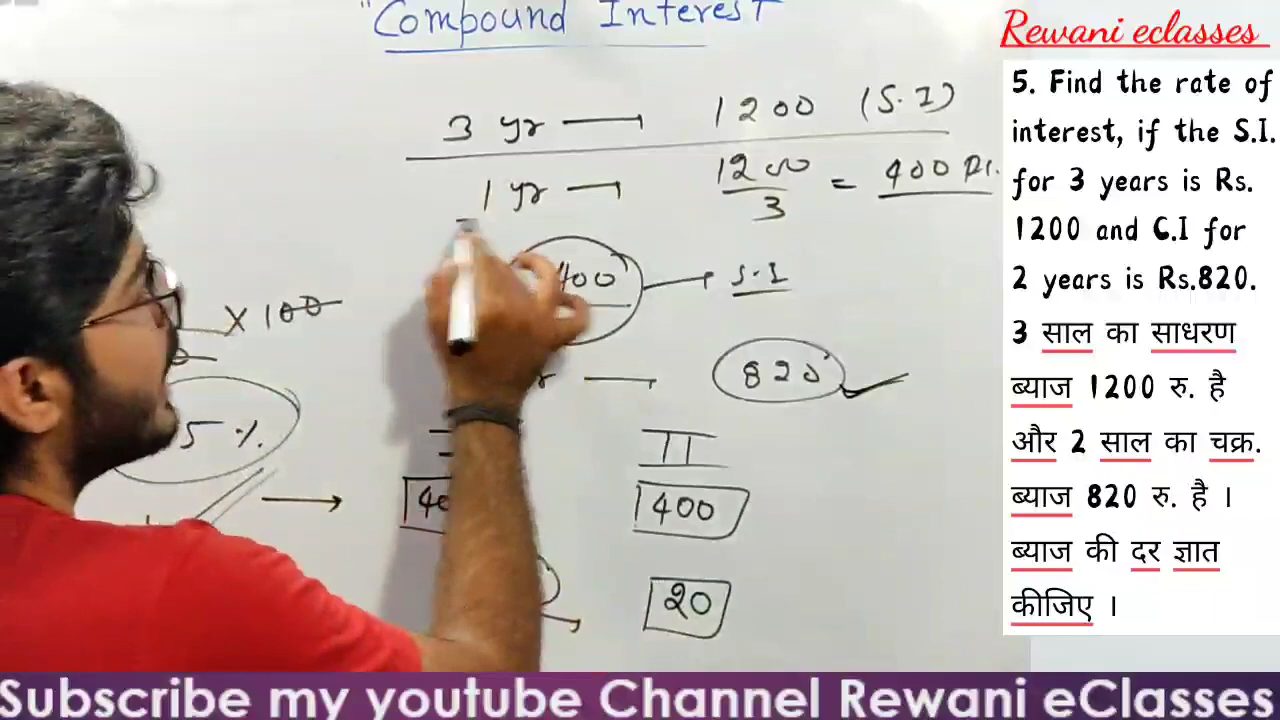 "Compound Interest
3 yr → 1200 (S.I)
1 yr → 1200/3 = 400 Rs.
400 → S.I
× 100
→ 820
5 %
II
→ 400
20
Rewani eclasses
5. Find the rate of
interest, if the S.I.
for 3 years is Rs.
1200 and C.I for
2 years is Rs.820.
3 साल का साधरण
ब्याज 1200 रु. है
और 2 साल का चक्र.
ब्याज 820 रु. है ।
ब्याज की दर ज्ञात
कीजिए ।
Subscribe my youtube Channel Rewani eClasses